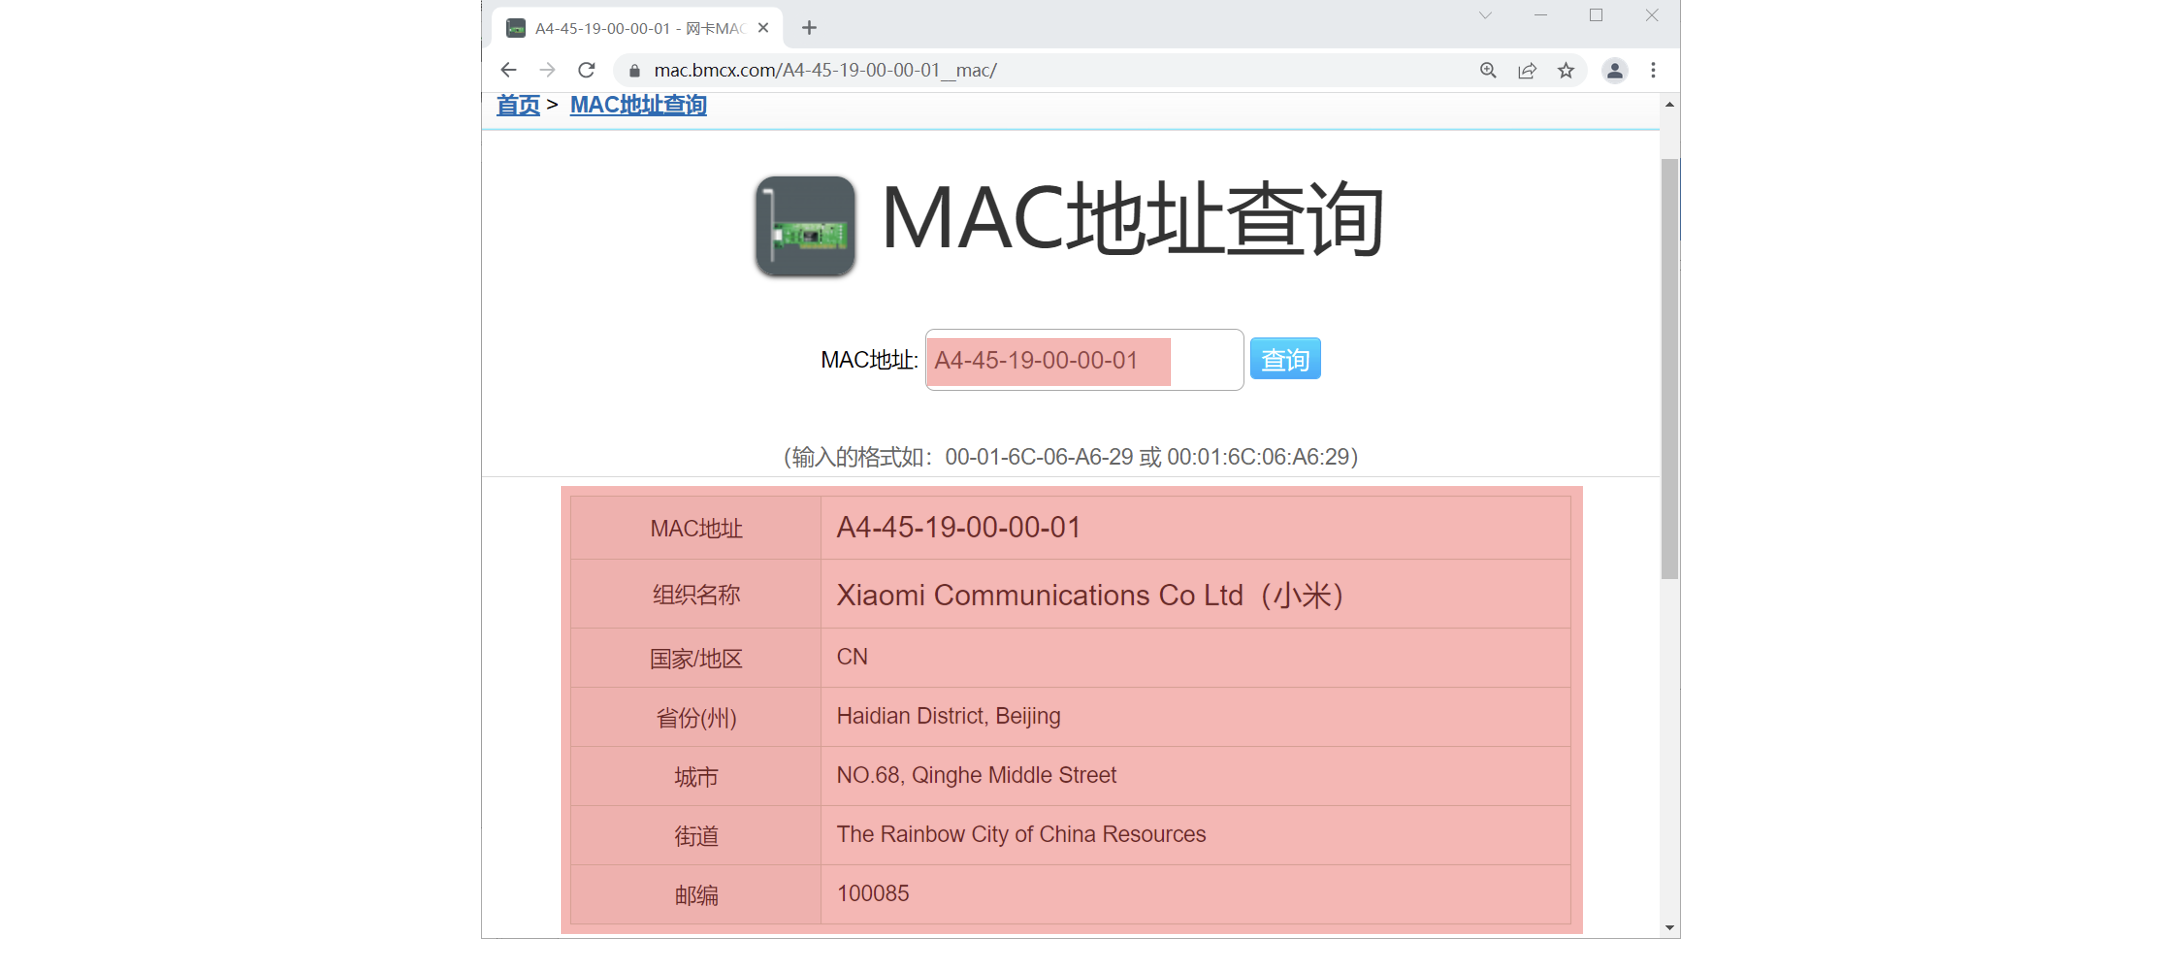 A4-45-19-00-00-01 - 网卡MAC
mac.bmcx.com/A4-45-19-00-00-01__mac/
首页 > MAC地址查询
MAC地址查询
MAC地址: A4-45-19-00-00-01 查询
(输入的格式如：00-01-6C-06-A6-29 或 00:01:6C:06:A6:29)
MAC地址 A4-45-19-00-00-01
组织名称 Xiaomi Communications Co Ltd（小米）
国家/地区 CN
省份(州) Haidian District, Beijing
城市 NO.68, Qinghe Middle Street
街道 The Rainbow City of China Resources
邮编 100085